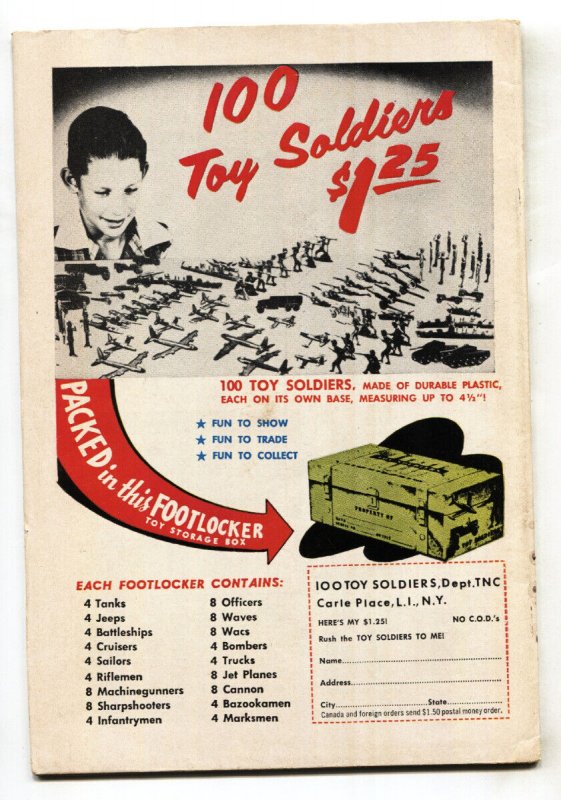 100
Toy Soldiers
$1.25
100 TOY SOLDIERS, MADE OF DURABLE PLASTIC,
EACH ON ITS OWN BASE, MEASURING UP TO 4½"!
★ FUN TO SHOW
★ FUN TO TRADE
★ FUN TO COLLECT
PACKED in this FOOTLOCKER
TOY STORAGE BOX
PROPERTY OF
EACH FOOTLOCKER CONTAINS:
4 Tanks
4 Jeeps
4 Battleships
4 Cruisers
4 Sailors
4 Riflemen
8 Machinegunners
8 Sharpshooters
4 Infantrymen
8 Officers
8 Waves
8 Wacs
4 Bombers
4 Trucks
8 Jet Planes
8 Cannon
4 Bazookamen
4 Marksmen
100 TOY SOLDIERS, Dept. TNC
Carle Place, L.I., N.Y.
HERE'S MY $1.25! NO C.O.D.'s
Rush the TOY SOLDIERS TO ME!
Name
Address
City State
Canada and foreign orders send $1.50 postal money order.